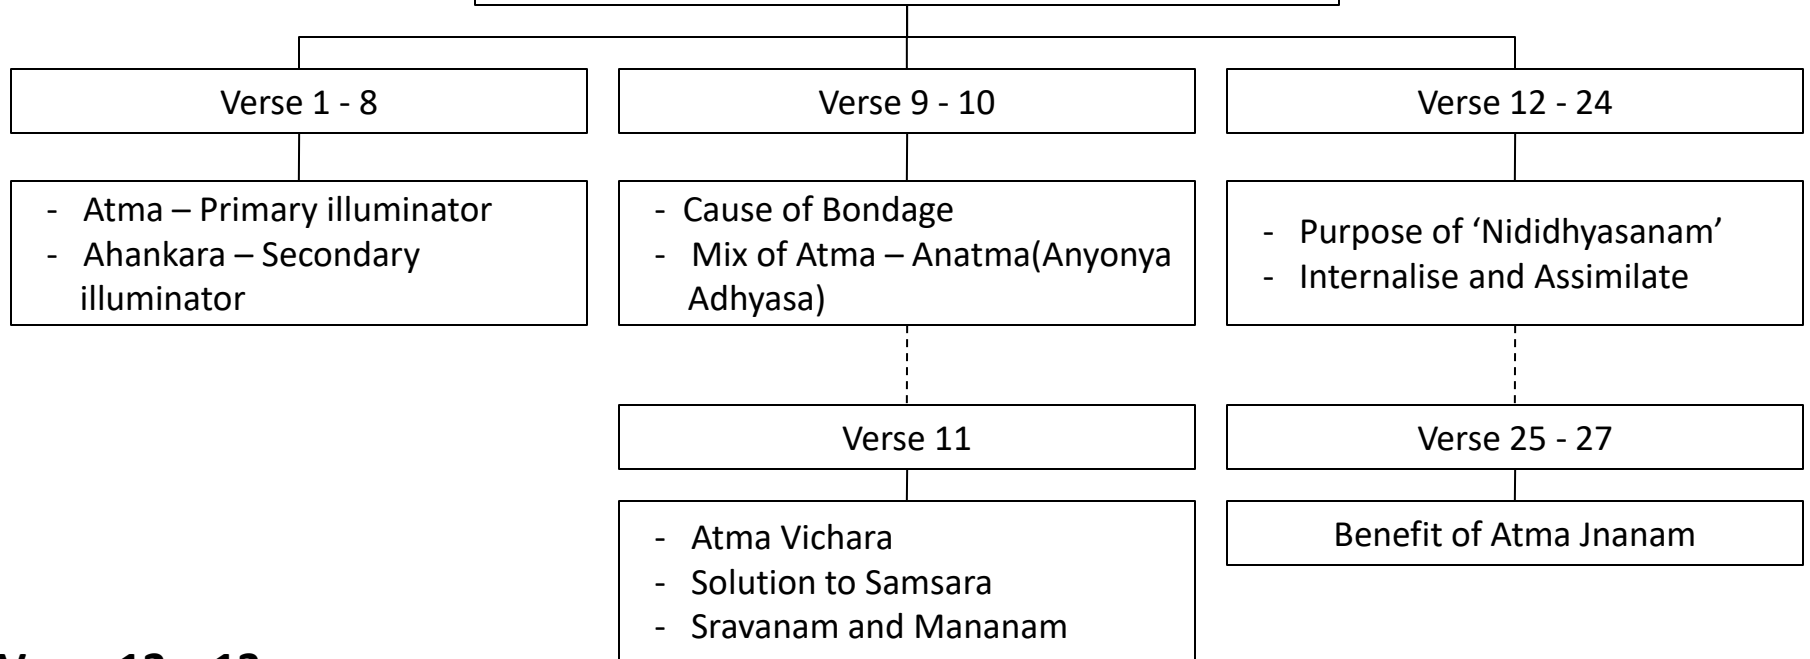 Verse 1 - 8
Verse 9 - 10
Verse 12 - 24
- Atma – Primary illuminator
- Ahankara – Secondary
illuminator
- Cause of Bondage
- Mix of Atma – Anatma(Anyonya
Adhyasa)
- Purpose of ‘Nididhyasanam’
- Internalise and Assimilate
Verse 11
Verse 25 - 27
- Atma Vichara
- Solution to Samsara
- Sravanam and Mananam
Benefit of Atma Jnanam